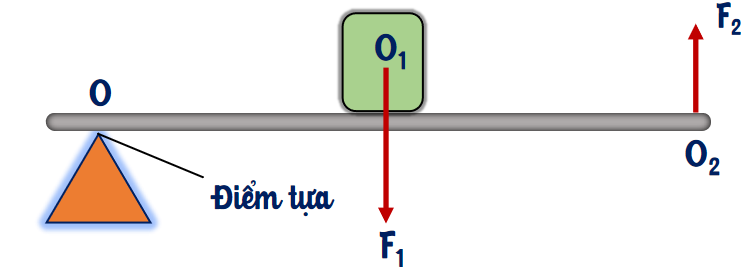 F₂
O₁
O
O₂
Điểm tựa
F₁